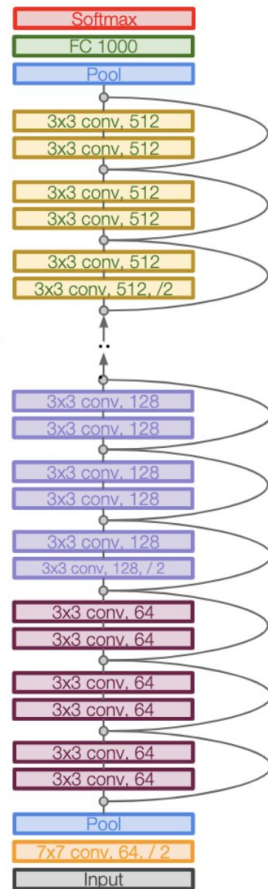 Softmax
FC 1000
Pool
3x3 conv, 512
3x3 conv, 512
3x3 conv, 512
3x3 conv, 512
3x3 conv, 512
3x3 conv, 512, /2
..
3x3 conv, 128
3x3 conv, 128
3x3 conv, 128
3x3 conv, 128
3x3 conv, 128
3x3 conv, 128, / 2
3x3 conv, 64
3x3 conv, 64
3x3 conv, 64
3x3 conv, 64
3x3 conv, 64
3x3 conv, 64
Pool
7x7 conv, 64, / 2
Input